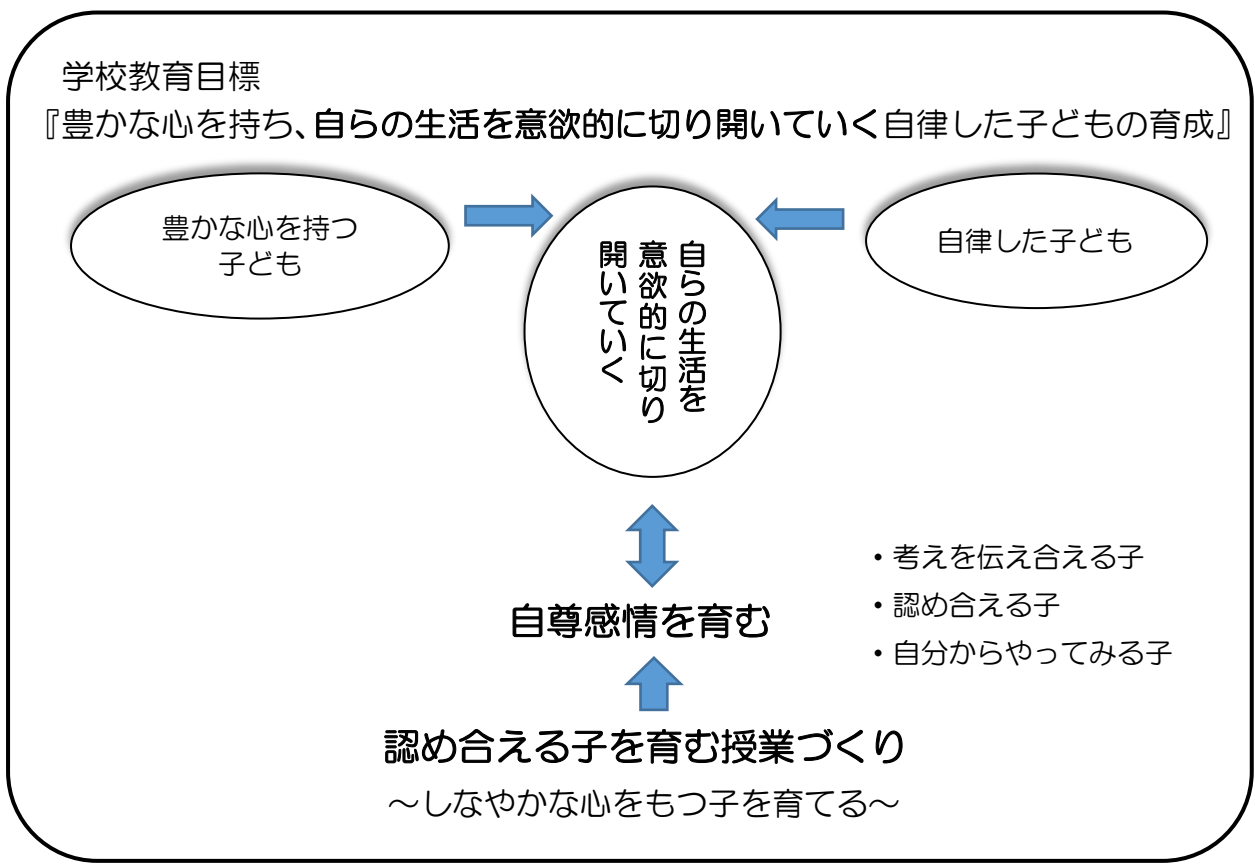 学校教育目標
『豊かな心を持ち、自らの生活を意欲的に切り開いていく自律した子どもの育成』
豊かな心を持つ
子ども
自らの生活を
意欲的に切り
開いていく
自律した子ども
自尊感情を育む
・考えを伝え合える子
・認め合える子
・自分からやってみる子
認め合える子を育む授業づくり
～しなやかな心をもつ子を育てる～